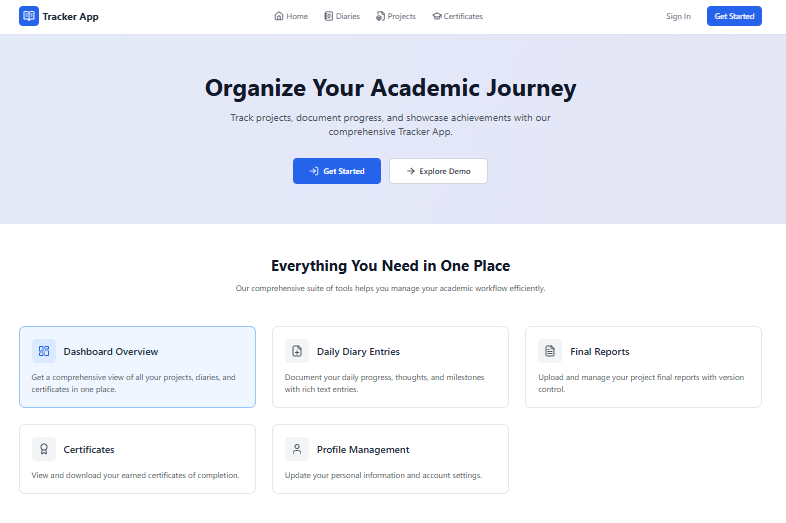 Tracker App
Home
Diaries
Projects
Certificates
Sign In
Get Started
Organize Your Academic Journey
Track projects, document progress, and showcase achievements with our
comprehensive Tracker App.
Get Started
Explore Demo
Everything You Need in One Place
Our comprehensive suite of tools helps you manage your academic workflow efficiently.
Dashboard Overview
Get a comprehensive view of all your projects, diaries, and
certificates in one place.
Daily Diary Entries
Document your daily progress, thoughts, and milestones
with rich text entries.
Final Reports
Upload and manage your project final reports with version
control.
Certificates
View and download your earned certificates of completion.
Profile Management
Update your personal information and account settings.